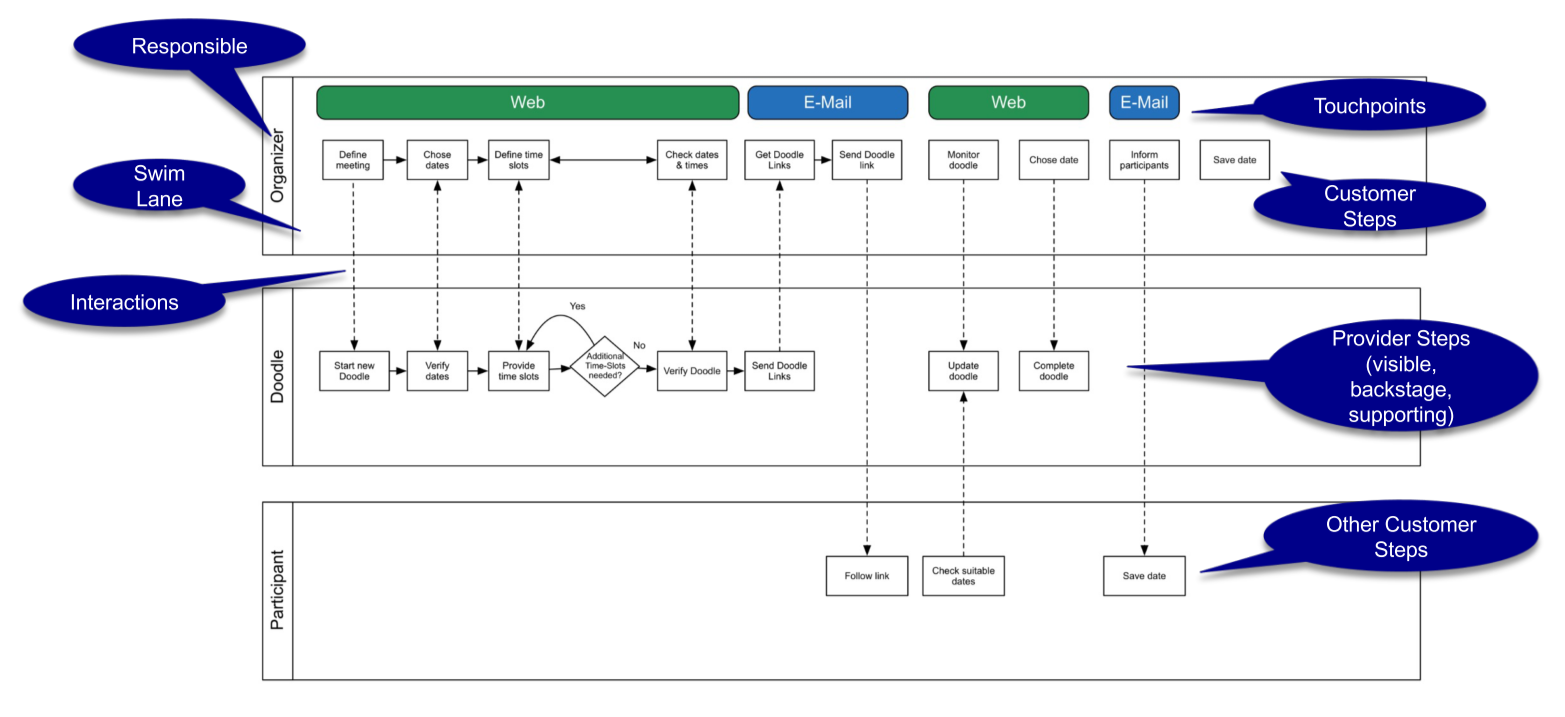 Responsible
Web
E-Mail
Web
E-Mail
Touchpoints
Organizer
Define
meeting
Chose
dates
Define time
slots
Check dates
& times
Get Doodle
Links
Send Doodle
link
Monitor
doodle
Chose date
Inform
participants
Save date
Swim
Lane
Customer
Steps
Interactions
Doodle
Yes
No
Start new
Doodle
Verify
dates
Provide
time slots
Additional
Time-Slots
needed?
Verify Doodle
Send Doodle
Links
Update
doodle
Complete
doodle
Provider Steps
(visible,
backstage,
supporting)
Participant
Follow link
Check suitable
dates
Save date
Other Customer
Steps